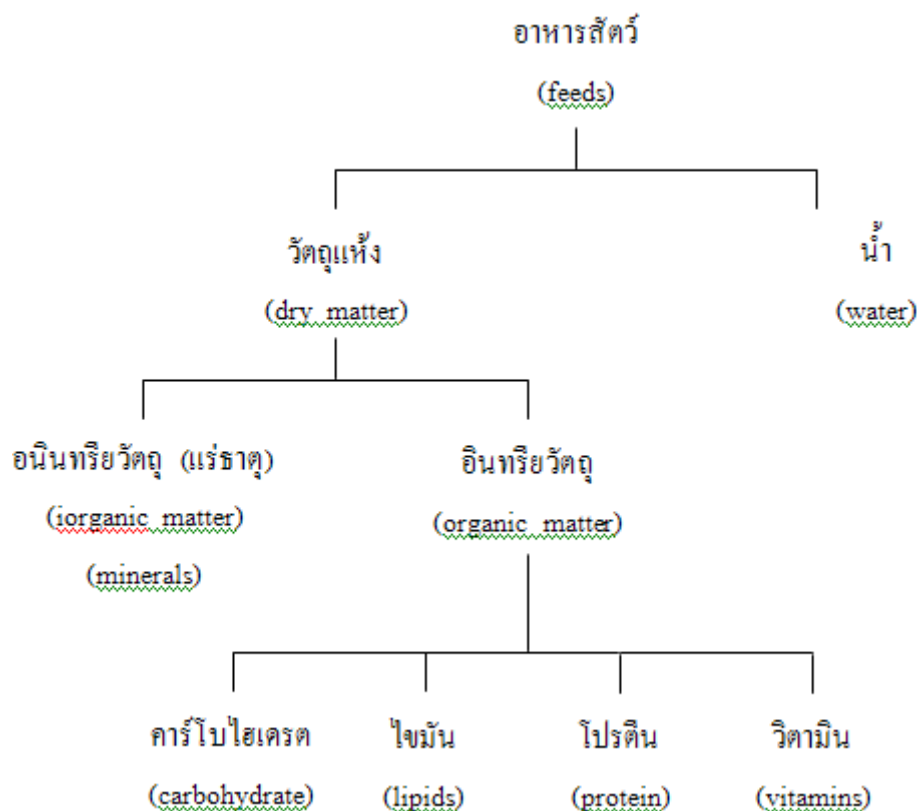 อาหารสัตว์
(feeds)
วัตถุแห้ง
(dry matter)
น้ำ
(water)
อนินทรียวัตถุ (แร่ธาตุ)
(iorganic matter)
(minerals)
อินทรียวัตถุ
(organic matter)
คาร์โบไฮเดรต
(carbohydrate)
ไขมัน
(lipids)
โปรตีน
(protein)
วิตามิน
(vitamins)